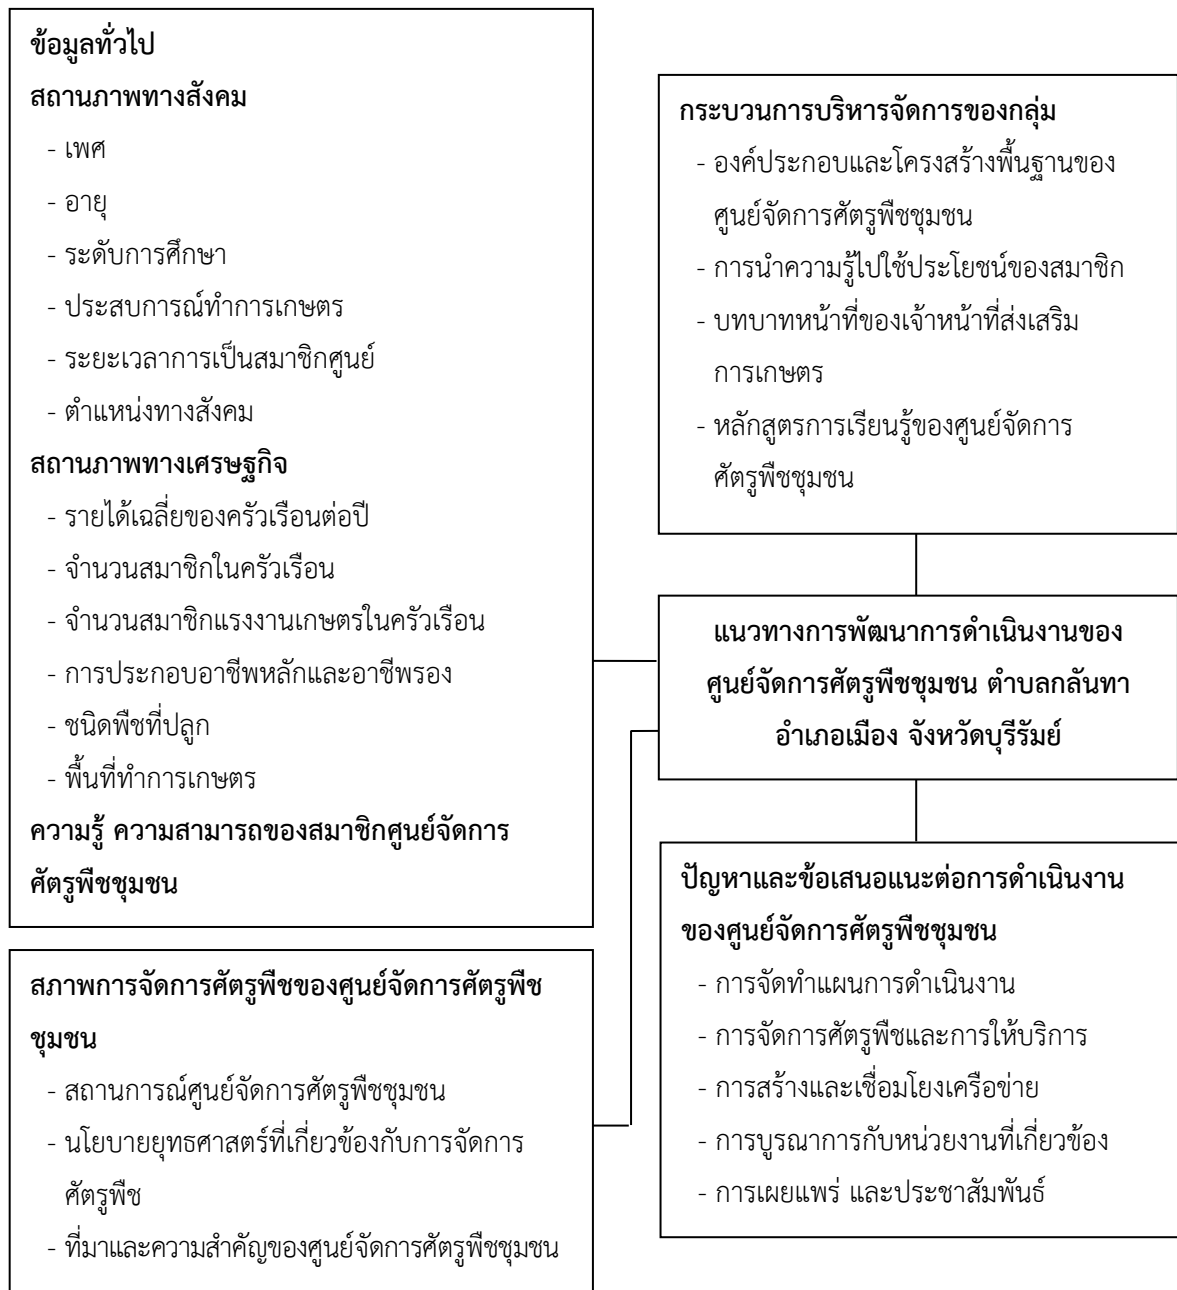 ข้อมูลทั่วไป
สถานภาพทางสังคม
- เพศ
- อายุ
- ระดับการศึกษา
- ประสบการณ์ทำการเกษตร
- ระยะเวลาการเป็นสมาชิกศูนย์
- ตำแหน่งทางสังคม
สถานภาพทางเศรษฐกิจ
- รายได้เฉลี่ยของครัวเรือนต่อปี
- จำนวนสมาชิกในครัวเรือน
- จำนวนสมาชิกแรงงานเกษตรในครัวเรือน
- การประกอบอาชีพหลักและอาชีพรอง
- ชนิดพืชที่ปลูก
- พื้นที่ทำการเกษตร
ความรู้ ความสามารถของสมาชิกศูนย์จัดการ
ศัตรูพืชชุมชน
สภาพการจัดการศัตรูพืชของศูนย์จัดการศัตรูพืช
ชุมชน
- สถานการณ์ศูนย์จัดการศัตรูพืชชุมชน
- นโยบายยุทธศาสตร์ที่เกี่ยวข้องกับการจัดการ
ศัตรูพืช
- ที่มาและความสำคัญของศูนย์จัดการศัตรูพืชชุมชน
กระบวนการบริหารจัดการของกลุ่ม
- องค์ประกอบและโครงสร้างพื้นฐานของ
ศูนย์จัดการศัตรูพืชชุมชน
- การนำความรู้ไปใช้ประโยชน์ของสมาชิก
- บทบาทหน้าที่ของเจ้าหน้าที่ส่งเสริม
การเกษตร
- หลักสูตรการเรียนรู้ของศูนย์จัดการ
ศัตรูพืชชุมชน
แนวทางการพัฒนาการดำเนินงานของ
ศูนย์จัดการศัตรูพืชชุมชน ตำบลกลันทา
อำเภอเมือง จังหวัดบุรีรัมย์
ปัญหาและข้อเสนอแนะต่อการดำเนินงาน
ของศูนย์จัดการศัตรูพืชชุมชน
- การจัดทำแผนการดำเนินงาน
- การจัดการศัตรูพืชและการให้บริการ
- การสร้างและเชื่อมโยงเครือข่าย
- การบูรณาการกับหน่วยงานที่เกี่ยวข้อง
- การเผยแพร่ และประชาสัมพันธ์